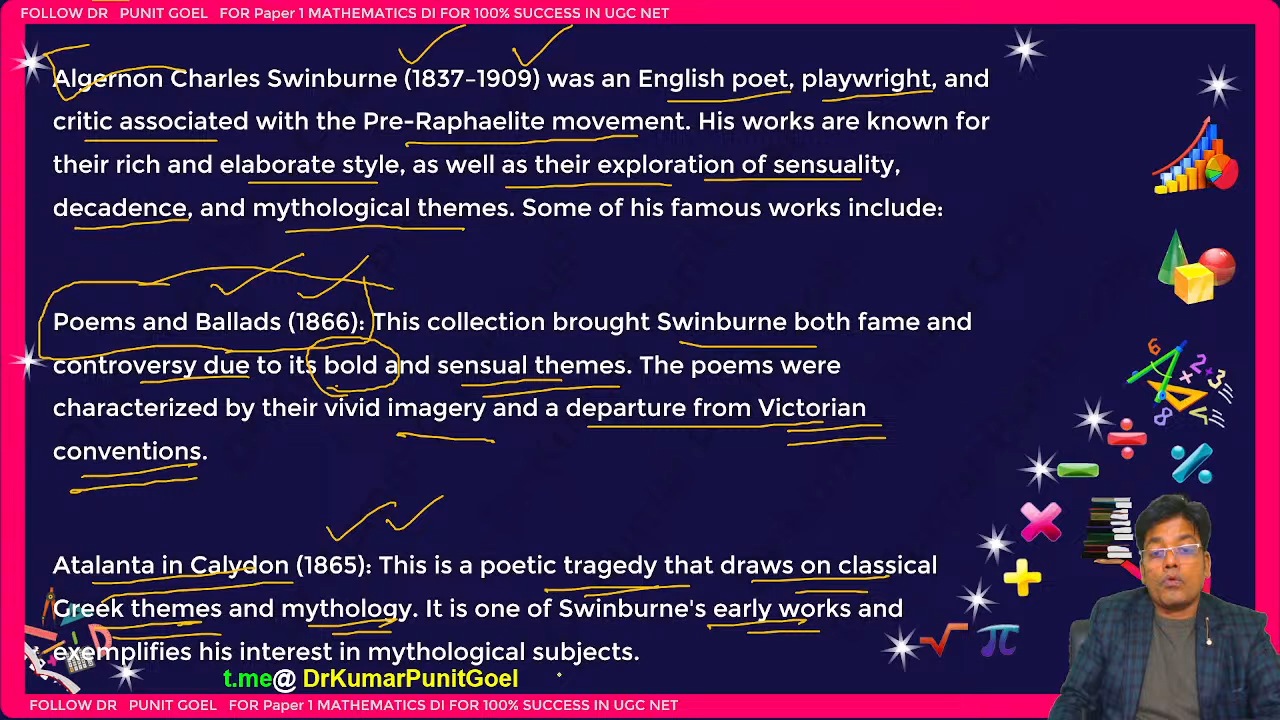 FOLLOW DR PUNIT GOEL FOR Paper 1 MATHEMATICS DI FOR 100% SUCCESS IN UGC NET
Algernon Charles Swinburne (1837–1909) was an English poet, playwright, and
critic associated with the Pre-Raphaelite movement. His works are known for
their rich and elaborate style, as well as their exploration of sensuality,
decadence, and mythological themes. Some of his famous works include:
Poems and Ballads (1866): This collection brought Swinburne both fame and
controversy due to its bold and sensual themes. The poems were
characterized by their vivid imagery and a departure from Victorian
conventions.
Atalanta in Calydon (1865): This is a poetic tragedy that draws on classical
Greek themes and mythology. It is one of Swinburne's early works and
exemplifies his interest in mythological subjects.
t.me@ DrKumarPunitGoel
FOLLOW DR PUNIT GOEL FOR Paper 1 MATHEMATICS DI FOR 100% SUCCESS IN UGC NET